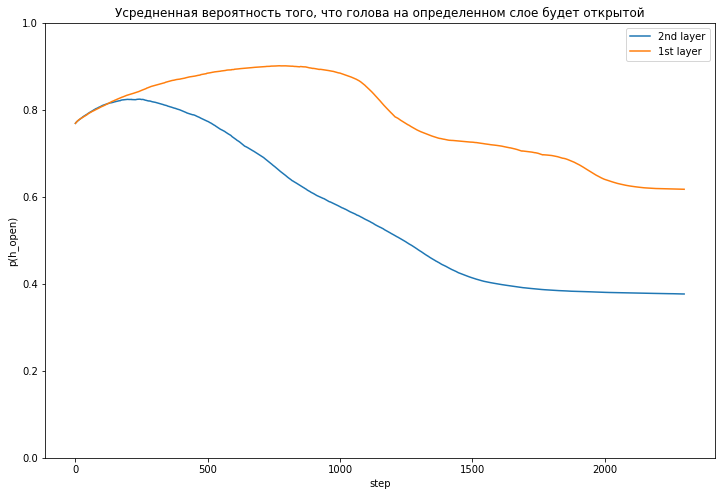 Усредненная вероятность того, что голова на определенном слое будет открытой
2nd layer
1st layer
p(h_open)
1.0
0.8
0.6
0.4
0.2
0.0
0
500
1000
1500
2000
step